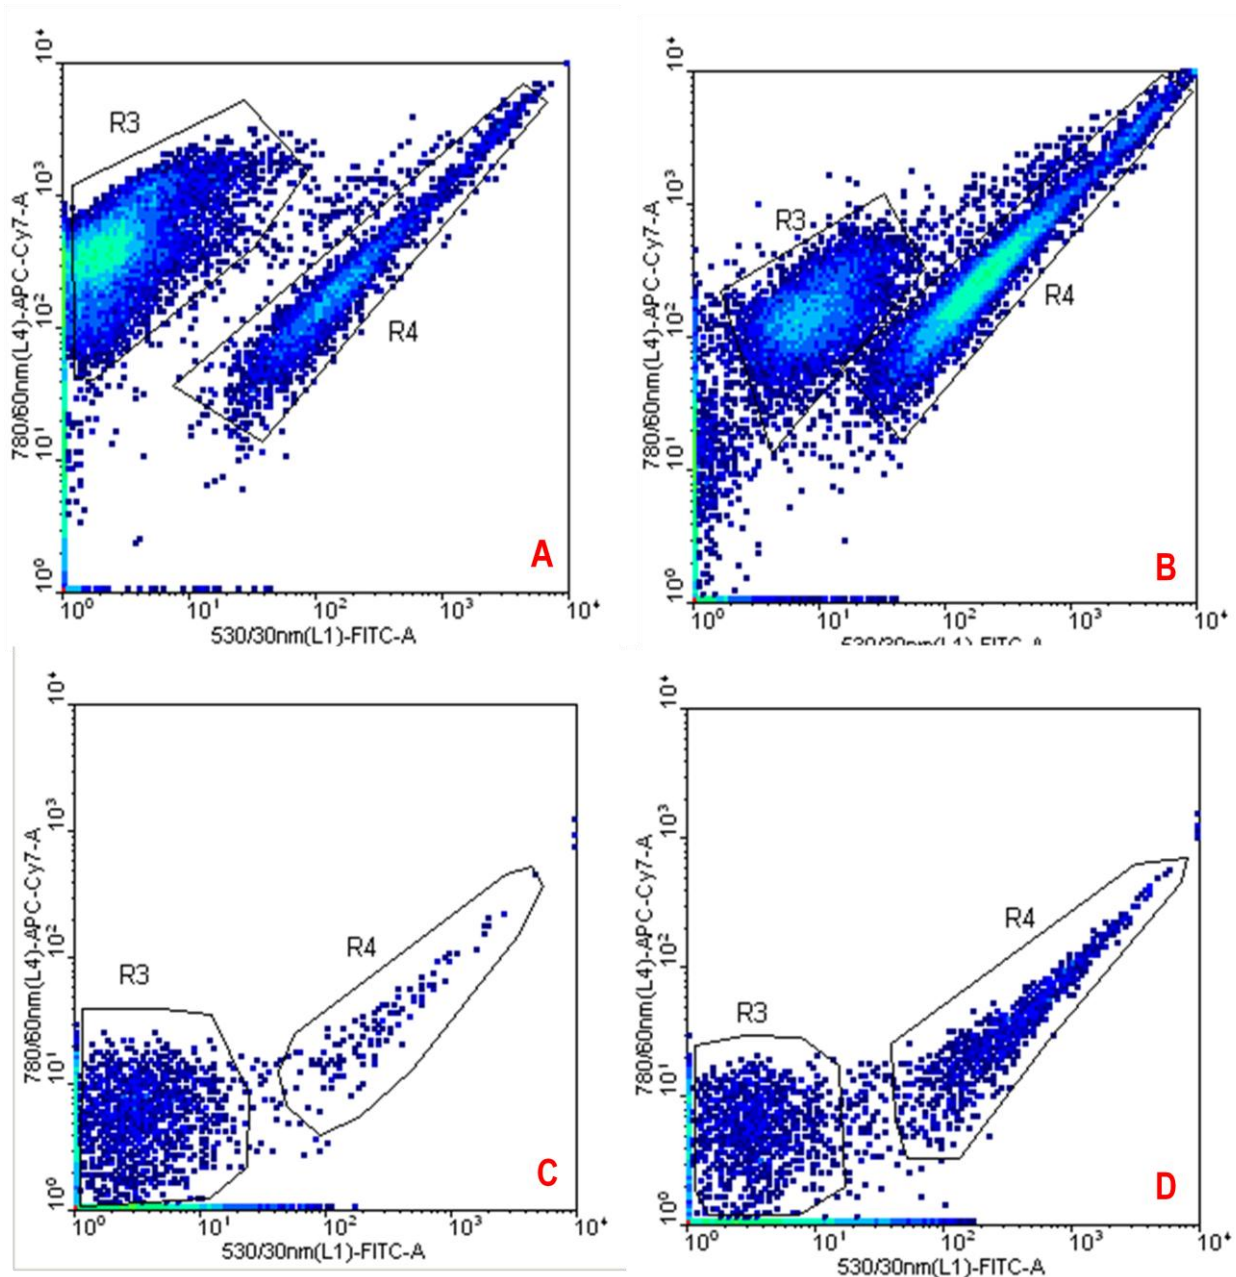 10⁴
R3
10³
780/60nm(L4)-APC-Cy7-A
10²
R4
10¹
A
10⁰
10⁰ 10¹ 10² 10³ 10⁴
530/30nm(L1)-FITC-A
10⁴
10³
R3
780/60nm(L4)-APC-Cy7-A
R4
10²
10¹
B
10⁰
10⁰ 10¹ 10² 10³ 10⁴
530/30nm(L1)-FITC-A
10⁴
10³
780/60nm(L4)-APC-Cy7-A
R4
10²
R3
10¹
C
10⁰
10⁰ 10¹ 10² 10³ 10⁴
530/30nm(L1)-FITC-A
10⁴
10³
780/60nm(L4)-APC-Cy7-A
R4
10²
R3
10¹
D
10⁰
10⁰ 10¹ 10² 10³ 10⁴
530/30nm(L1)-FITC-A